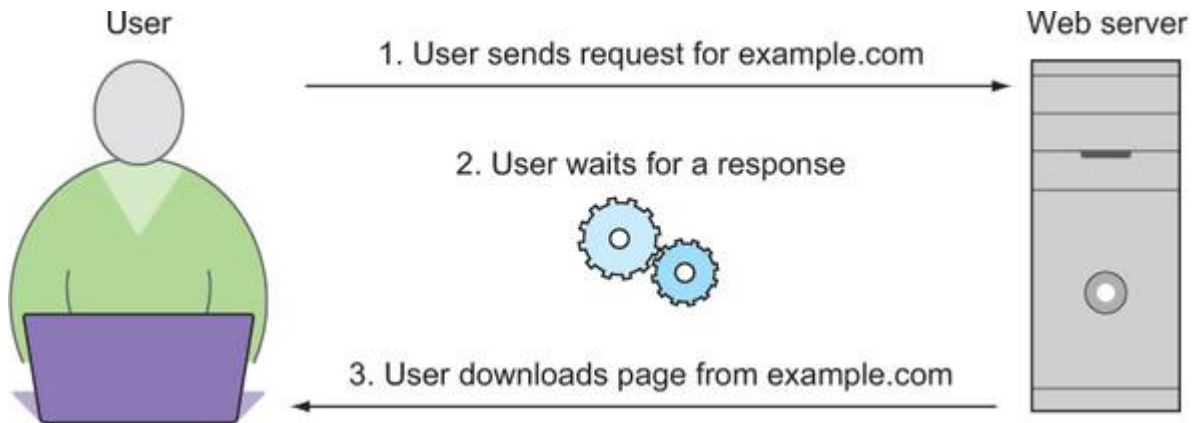 User
Web server
1. User sends request for example.com
2. User waits for a response
3. User downloads page from example.com